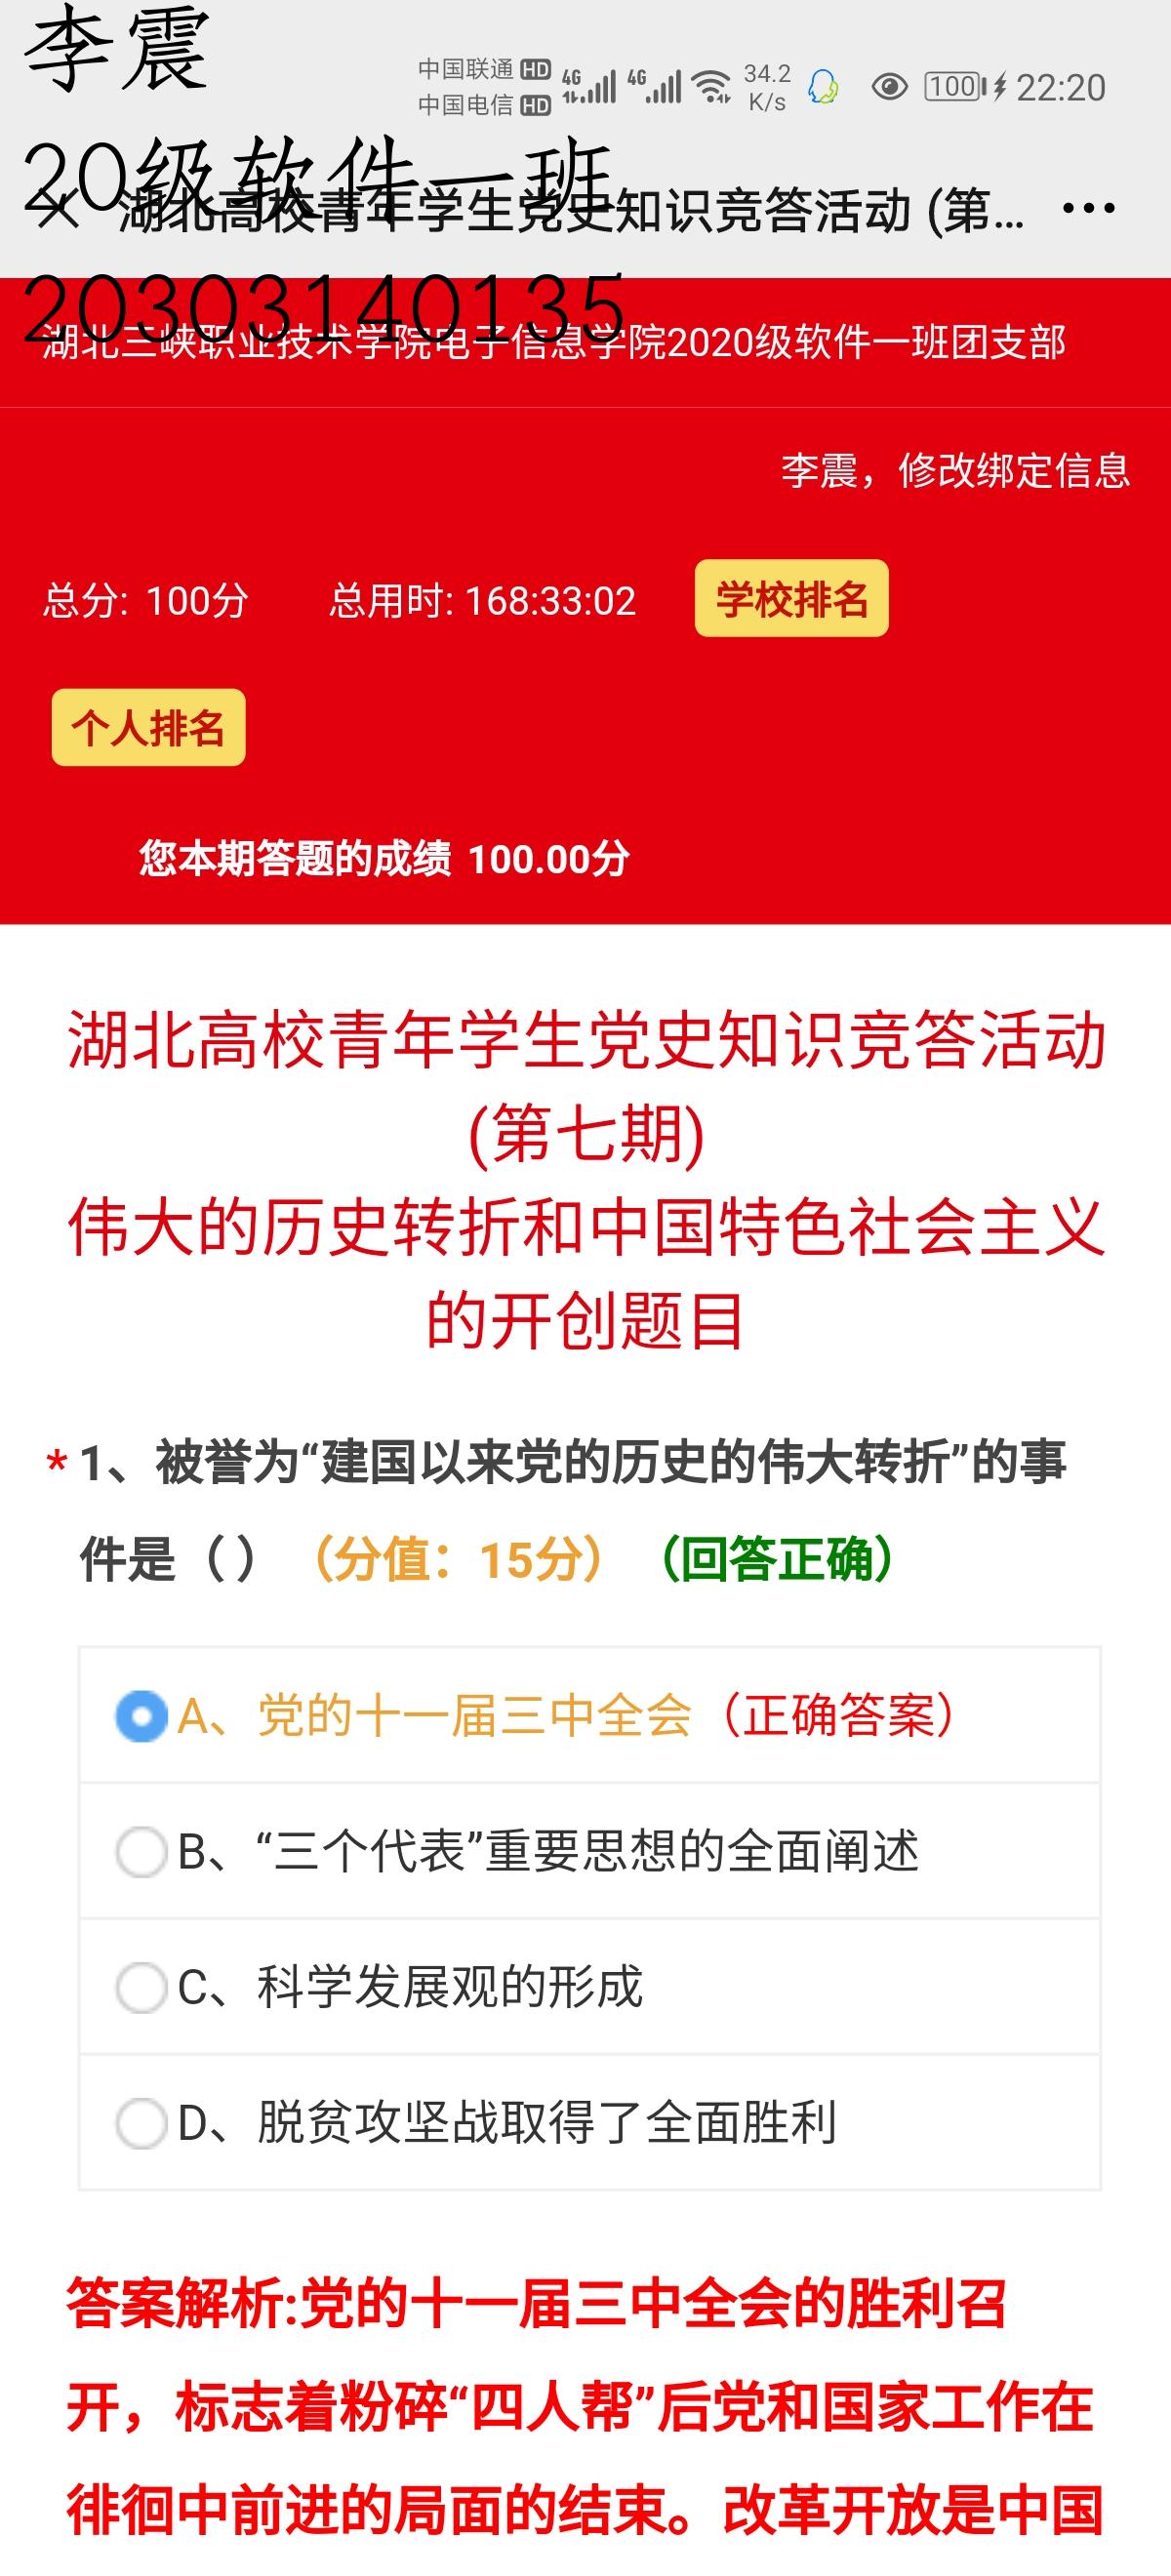 李震
中国联通 HD 4G 4G 34.2 K/s 100 22:20
中国电信 HD
20级软件一班
湖北高校青年学生党史知识竞答活动 (第...
20303140135
湖北三峡职业技术学院电子信息学院2020级软件一班团支部
李震，修改绑定信息
总分: 100分 总用时: 168:33:02 学校排名
个人排名
您本期答题的成绩 100.00分
湖北高校青年学生党史知识竞答活动
(第七期)
伟大的历史转折和中国特色社会主义
的开创题目
* 1、被誉为“建国以来党的历史的伟大转折”的事
件是（ ）（分值：15分）（回答正确）
A、党的十一届三中全会（正确答案）
B、“三个代表”重要思想的全面阐述
C、科学发展观的形成
D、脱贫攻坚战取得了全面胜利
答案解析:党的十一届三中全会的胜利召
开，标志着粉碎“四人帮”后党和国家工作在
徘徊中前进的局面的结束。改革开放是中国